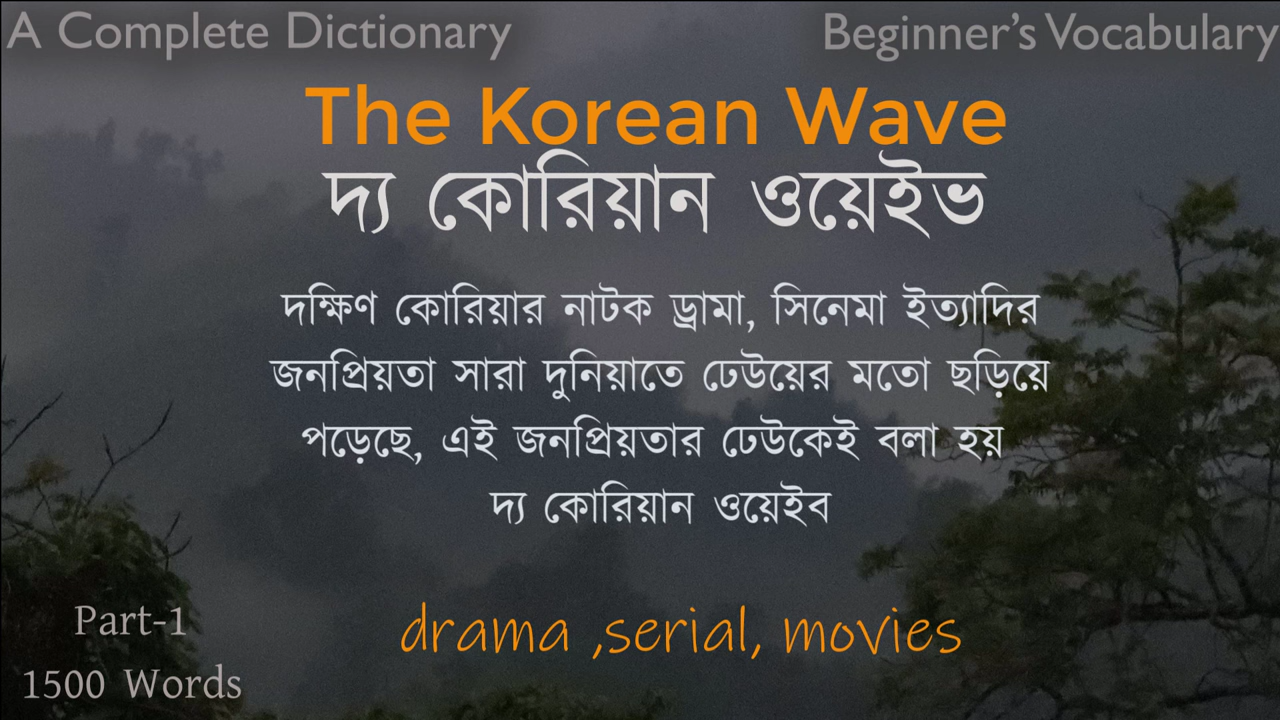 A Complete Dictionary
Beginner's Vocabulary
The Korean Wave
দ্য কোরিয়ান ওয়েইভ
দক্ষিণ কোরিয়ার নাটক ড্রামা, সিনেমা ইত্যাদির
জনপ্রিয়তা সারা দুনিয়াতে ঢেউয়ের মতো ছড়িয়ে
পড়েছে, এই জনপ্রিয়তার ঢেউকেই বলা হয়
দ্য কোরিয়ান ওয়েইব
drama ,serial, movies
Part-1
1500 Words